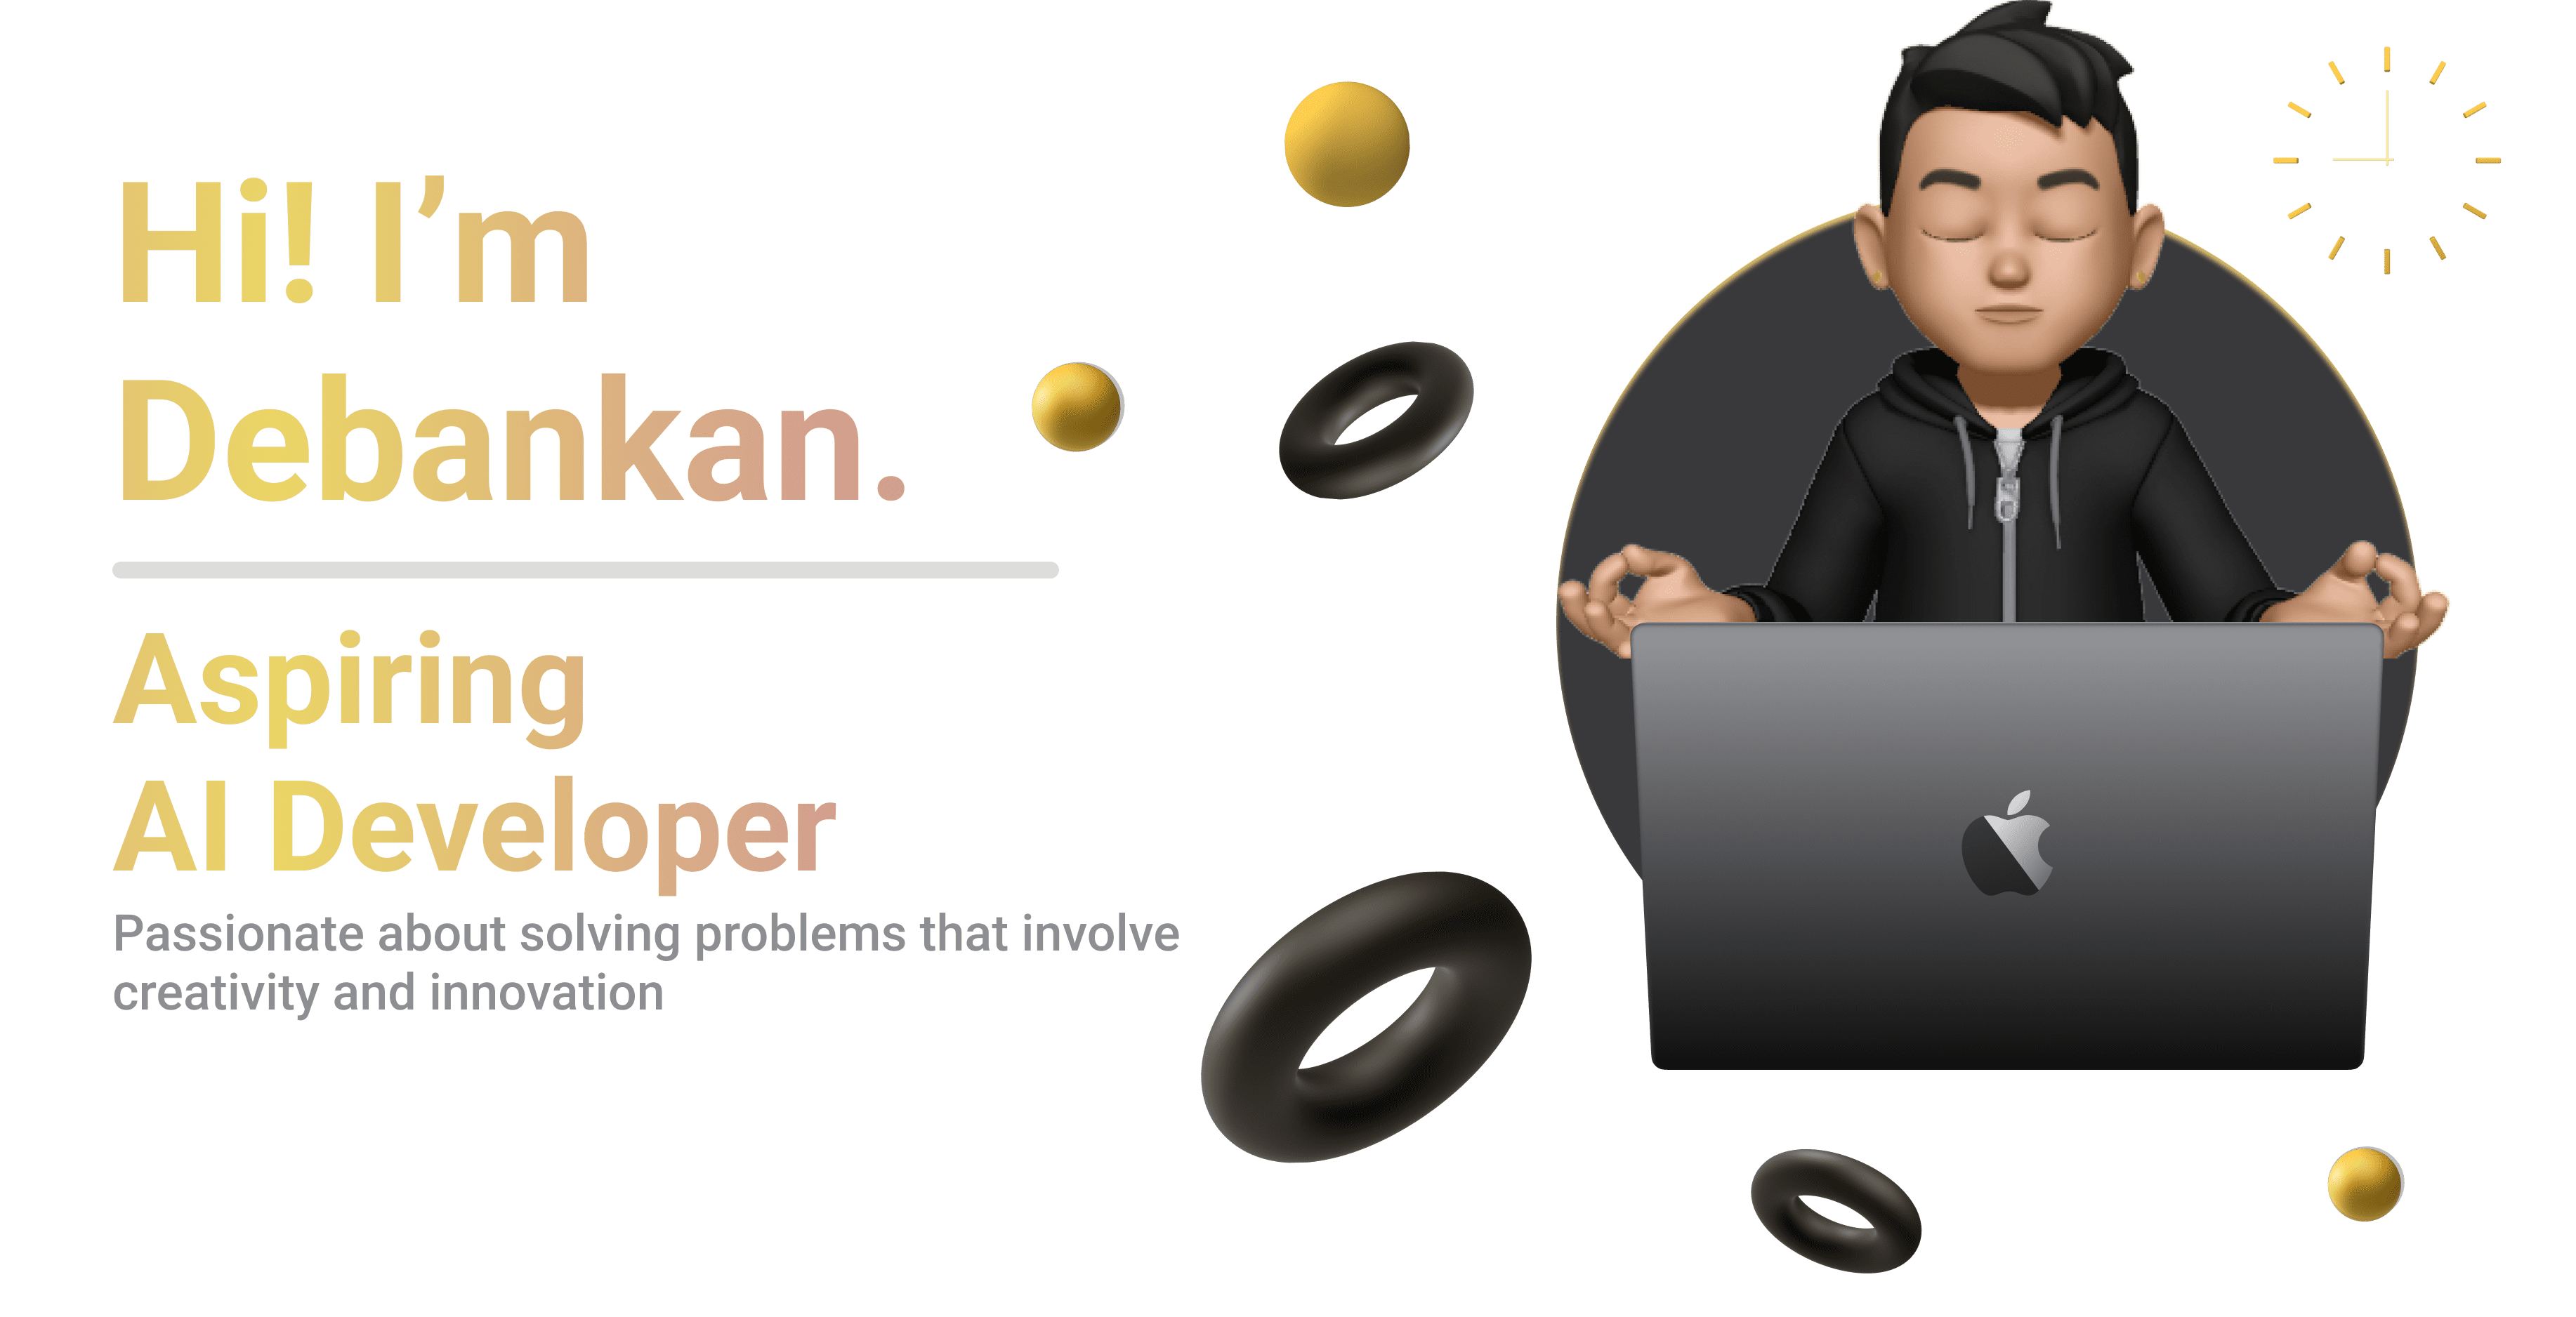 Hi! I’m
Debankan.
Aspiring
AI Developer
Passionate about solving problems that involve
creativity and innovation